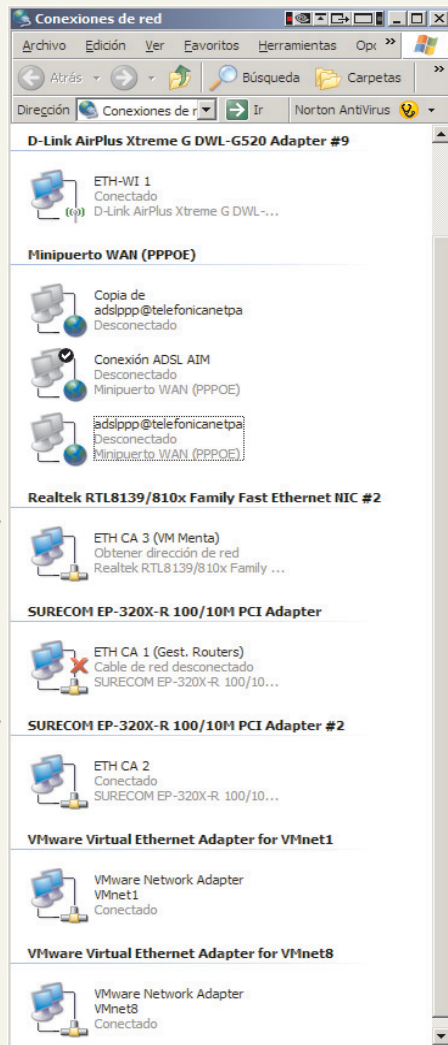 Conexiones de red
Archivo Edición Ver Favoritos Herramientas Opc »
Atrás Búsqueda Carpetas »
Dirección Conexiones de r Ir Norton AntiVirus
D-Link AirPlus Xtreme G DWL-G520 Adapter #9
ETH-WI 1
Conectado
D-Link AirPlus Xtreme G DWL-...
Minipuerto WAN (PPPOE)
Copia de
adslppp@telefonicanetpa
Desconectado
Conexión ADSL AIM
Desconectado
Minipuerto WAN (PPPOE)
adslppp@telefonicanetpa
Desconectado
Minipuerto WAN (PPPOE)
Realtek RTL8139/810x Family Fast Ethernet NIC #2
ETH CA 3 (VM Menta)
Obtener dirección de red
Realtek RTL8139/810x Family ...
SURECOM EP-320X-R 100/10M PCI Adapter
ETH CA 1 (Gest. Routers)
Cable de red desconectado
SURECOM EP-320X-R 100/10...
SURECOM EP-320X-R 100/10M PCI Adapter #2
ETH CA 2
Conectado
SURECOM EP-320X-R 100/10...
VMware Virtual Ethernet Adapter for VMnet1
VMware Network Adapter
VMnet1
Conectado
VMware Virtual Ethernet Adapter for VMnet8
VMware Network Adapter
VMnet8
Conectado